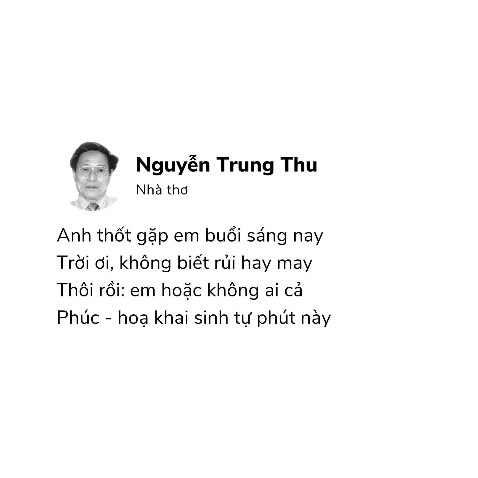 Nguyễn Trung Thu
Nhà thơ
Anh thốt gặp em buổi sáng nay
Trời ơi, không biết rủi hay may
Thôi rồi: em hoặc không ai cả
Phúc - hoạ khai sinh tự phút này